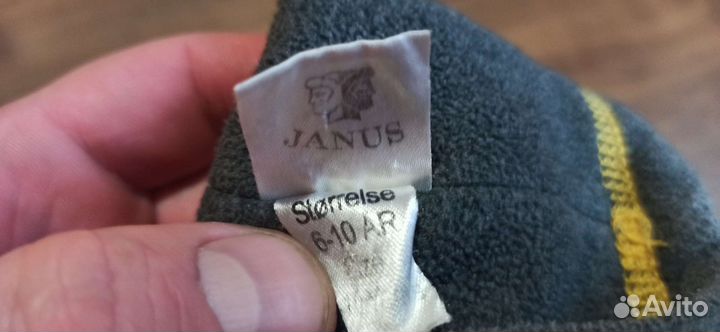 JANUS
Størrelse
6-10 ÅR
Avito